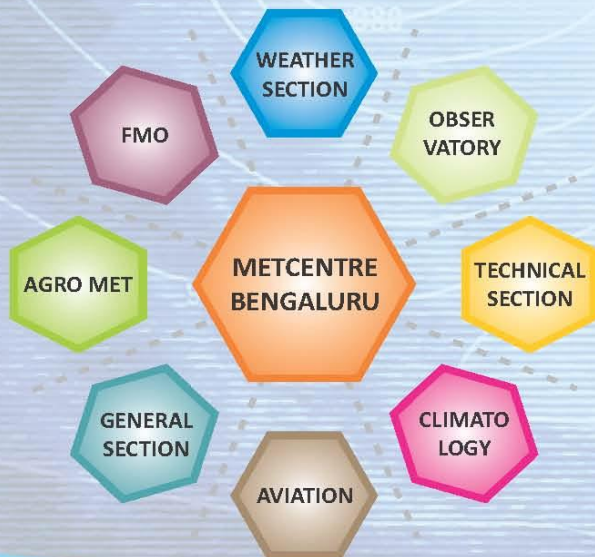 WEATHER
SECTION
OBSER
VATORY
TECHNICAL
SECTION
CLIMATO
LOGY
AVIATION
GENERAL
SECTION
AGRO MET
FMO
METCENTRE
BENGALURU